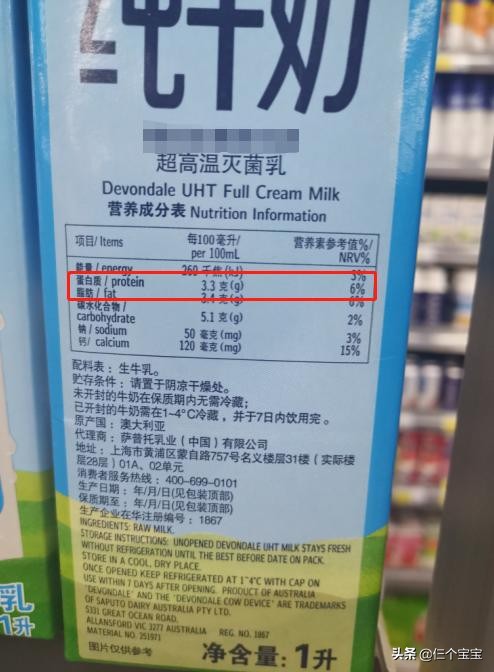 纯牛奶
超高温灭菌乳
Devondale UHT Full Cream Milk
营养成分表 Nutrition Information
项目/ Items 每100毫升/ per 100mL 营养素参考值%/ NRV%
能量/energy 260 千焦(kJ) 3%
蛋白质/protein 3.3 克(g) 6%
脂肪/fat 3.4 克(g) 6%
碳水化合物/
carbohydrate 5.1 克(g) 2%
钠/sodium 50 毫克(mg) 3%
钙/calcium 120 毫克(mg) 15%
配料表：生牛乳。
贮存条件：请置于阴凉干燥处。
未开封的牛奶在保质期内无需冷藏；
已开封的牛奶需在1~4°C冷藏，并于7日内饮用完。
原产国：澳大利亚
代理商：萨普托乳业（中国）有限公司
地址：上海市黄浦区蒙自路757号名义楼层31楼（实际楼
层28层）01A、02单元
消费者服务热线：400-699-0101
生产日期：年/月/日(见包装顶部)
保质期至：年/月/日(见包装顶部)
生产企业在华注册编号：1867
INGREDIENTS: RAW MILK.
STORAGE INSTRUCTIONS: UNOPENED DEVONDALE UHT MILK STAYS FRESH
WITHOUT REFRIGERATION UNTIL THE BEST BEFORE DATE ON PACK.
STORE IN A COOL, DRY PLACE.
ONCE OPENED KEEP REFRIGERATED AT 1~4°C WITH CAP ON
USE WITHIN 7 DAYS AFTER OPENING. PRODUCT OF AUSTRALIA
'DEVONDALE' AND THE 'DEVONDALE COW DEVICE' ARE TRADEMARKS
OF SAPUTO DAIRY AUSTRALIA PTY LTD.
5331 GREAT OCEAN ROAD,
ALLANSFORD VIC 3277 AUSTRALIA REG. NO. 1867
MATERIAL NO. 251971
图片仅供参考
净含量：1升
乳
1升
头条 @仨个宝宝